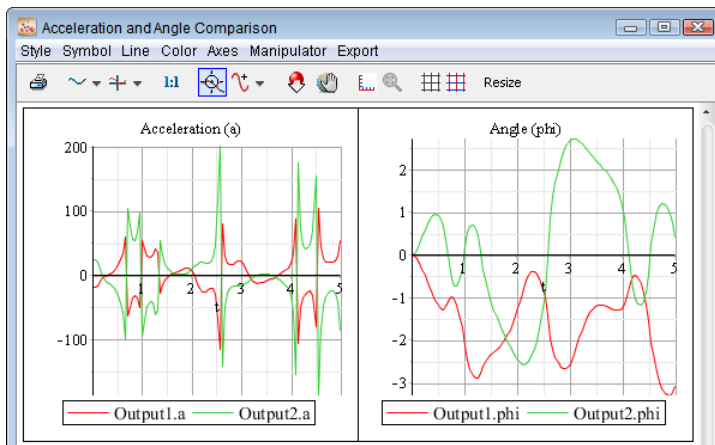 Acceleration and Angle Comparison
Style Symbol Line Color Axes Manipulator Export
1:1 Resize
Acceleration (a)
200
100
0
-100
1 2 3 4 5
t
Output1.a Output2.a
Angle (phi)
2
1
0
-1
-2
-3
1 2 3 4 5
t
Output1.phi Output2.phi